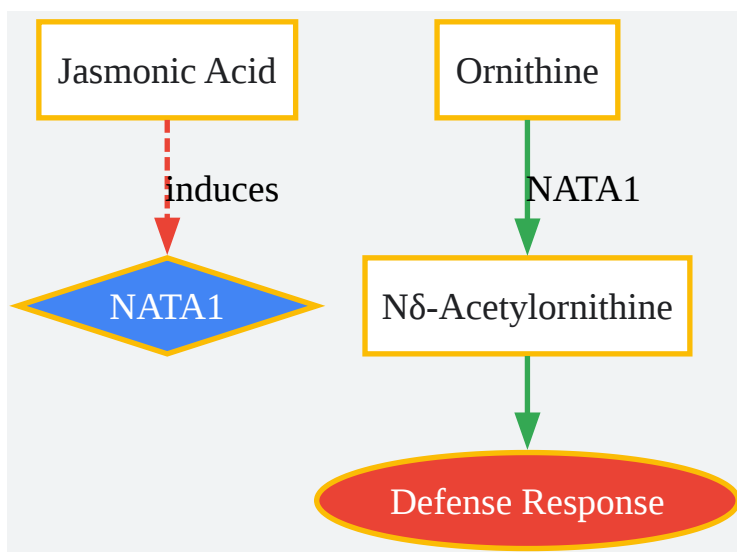 Jasmonic Acid
Ornithine
induces
NATA1
NATA1
Nδ-Acetylornithine
Defense Response